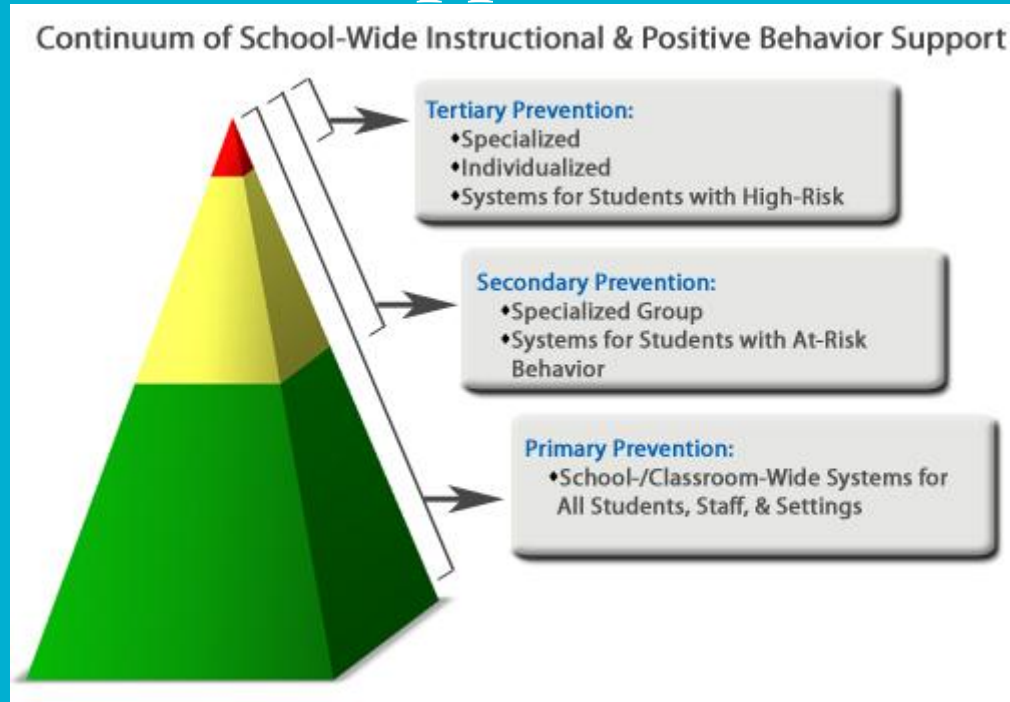 Continuum of School-Wide Instructional & Positive Behavior Support
Tertiary Prevention:
♦Specialized
♦Individualized
♦Systems for Students with High-Risk
Secondary Prevention:
♦Specialized Group
♦Systems for Students with At-Risk
Behavior
Primary Prevention:
♦School-/Classroom-Wide Systems for
All Students, Staff, & Settings